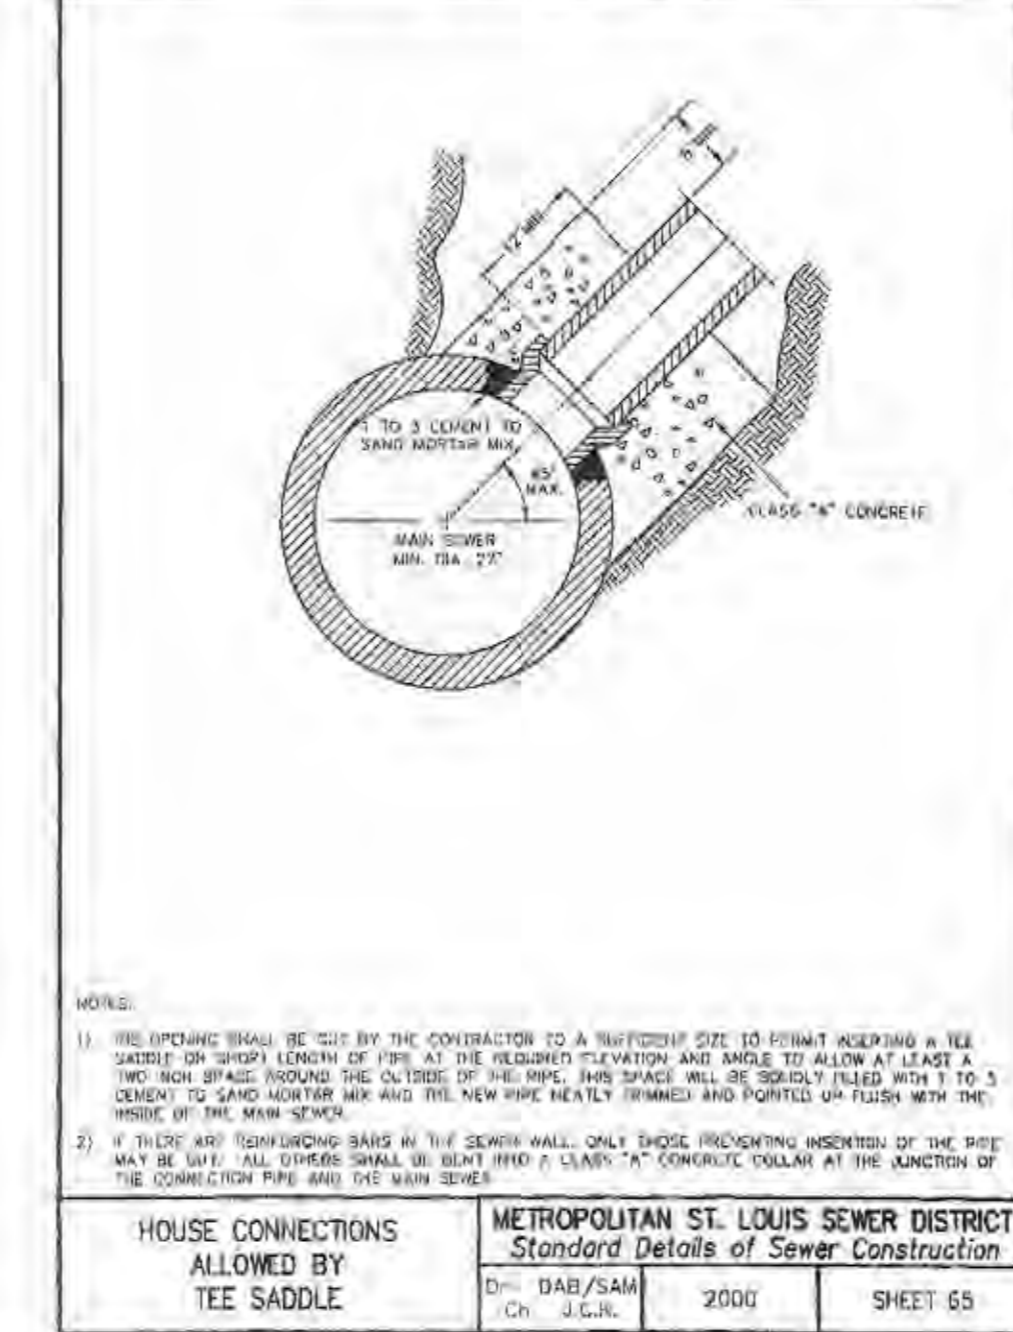 12" MIN.
1 TO 3 CEMENT TO
SAND MORTAR MIX.
45°
MAX.
MAIN SEWER
MIN. DIA.
CLASS "A" CONCRETE
NOTES:
1) THE OPENING SHALL BE CUT BY THE CONTRACTOR TO A SUFFICIENT SIZE TO PERMIT INSERTING A TEE
SADDLE OR SHORT LENGTH OF PIPE AT THE REQUIRED ELEVATION AND ANGLE TO ALLOW AT LEAST A
TWO INCH SPACE AROUND THE OUTSIDE OF THE PIPE. THIS SPACE WILL BE SOLIDLY FILLED WITH 1 TO 3
CEMENT TO SAND MORTAR MIX AND THE NEW PIPE NEATLY TRIMMED AND POINTED UP FLUSH WITH THE
INSIDE OF THE MAIN SEWER.
2) IF THERE ARE REINFORCING BARS IN THE SEWER WALL, ONLY THOSE PREVENTING INSERTION OF THE PIPE
MAY BE CUT. ALL OTHERS SHALL BE BENT INTO A CLASS "A" CONCRETE COLLAR AT THE JUNCTION OF
THE CONNECTION PIPE AND THE MAIN SEWER.
HOUSE CONNECTIONS
ALLOWED BY
TEE SADDLE
METROPOLITAN ST. LOUIS SEWER DISTRICT
Standard Details of Sewer Construction
Dr. DAB/SAM
Ch. J.G.H.
2000
SHEET 65